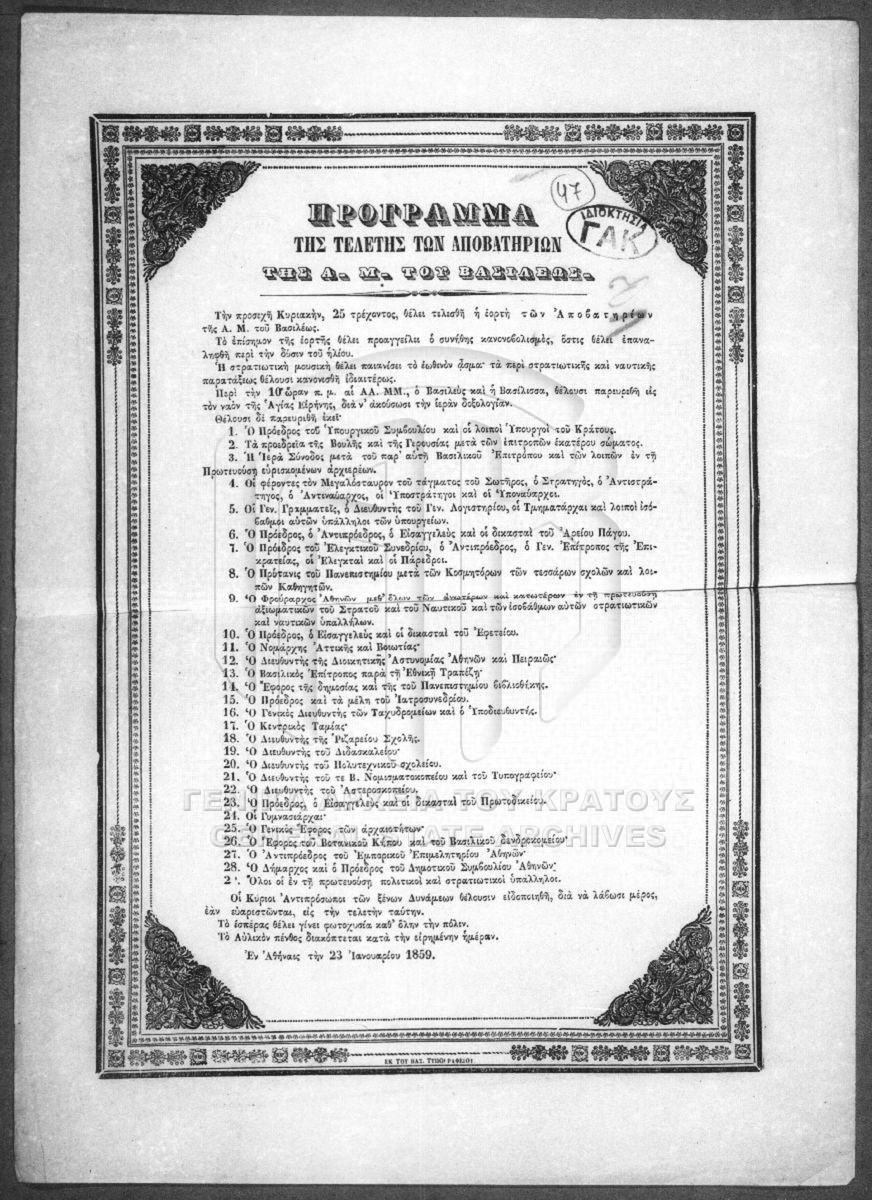 47
ΙΔΙΟΚΤΗΣΙΑ
ΓΑΚ
ΠΡΟΓΡΑΜΜΑ
ΤΗΣ ΤΕΛΕΤΗΣ ΤΩΝ ΑΠΟΒΑΤΗΡΙΩΝ
ΤΗΣ Α. Μ. ΤΟΥ ΒΑΣΙΛΕΩΣ.
Τὴν προσεχῆ Κυριακὴν, 25 τρέχοντος, θέλει τελισθῆ ἡ ἑορτὴ τῶν Ἀποβατηρίων
τῆς Α. Μ. τοῦ Βασιλέως.
Τὸ ἐπίσημον τῆς ἑορτῆς θέλει προαγγείλει ὁ συνήθης κανονοβολισμὸς, ὅστις θέλει ἐπανα-
ληφθῆ περὶ τὴν δύσιν τοῦ ἡλίου.
Ἡ στρατιωτικὴ μουσικὴ θέλει παιανίσει τὸ ἑωθινὸν ᾆσμα· τὰ περὶ στρατιωτικῆς καὶ ναυτικῆς
παρατάξεως θέλουσι κανονισθῆ ἰδιαιτέρως.
Περὶ τὴν 10 ὥραν π. μ. αἱ ΑΑ. ΜΜ., ὁ Βασιλεὺς καὶ ἡ Βασίλισσα, θέλουσι παρευρεθῆ εἰς
τὸν ναὸν τῆς Ἁγίας Εἰρήνης, διὰ ν' ἀκούσωσι τὴν ἱερὰν δοξολογίαν.
Θέλουσι δὲ παρευριθῆ ἐκεῖ·
1. Ὁ Πρόεδρος τοῦ Ὑπουργικοῦ Συμβουλίου καὶ οἱ λοιποὶ Ὑπουργοὶ τοῦ Κράτους.
2. Τὰ προεδρεῖα τῆς Βουλῆς καὶ τῆς Γερουσίας μετὰ τῶν ἐπιτροπῶν ἑκατέρου σώματος.
3. Ἡ Ἱερὰ Σύνοδος μετὰ τοῦ παρ' αὐτῇ Βασιλικοῦ Ἐπιτρόπου καὶ τῶν λοιπῶν ἐν τῇ
Πρωτευούσῃ εὑρισκομένων ἀρχιερέων.
4. Οἱ φέροντες τὸν Μεγαλόσταυρον τοῦ τάγματος τοῦ Σωτῆρος, ὁ Στρατηγὸς, ὁ Ἀντιστρά-
τηγος, ὁ Ἀντιναύαρχος, οἱ Ὑποστράτηγοι καὶ οἱ Ὑποναύαρχοι.
5. Οἱ Γεν. Γραμματεῖς, ὁ Διευθυντὴς τοῦ Γεν. Λογιστηρίου, οἱ Τμηματάρχαι καὶ λοιποὶ ἰσό-
βαθμοι αὐτῶν ὑπάλληλοι τῶν ὑπουργείων.
6. Ὁ Πρόεδρος, ὁ Ἀντιπρόεδρος, ὁ Εἰσαγγελεὺς καὶ οἱ δικασταὶ τοῦ Ἀρείου Πάγου.
7. Ὁ Πρόεδρος τοῦ Ἐλεγκτικοῦ Συνεδρίου, ὁ Ἀντιπρόεδρος, ὁ Γεν. Ἐπίτροπος τῆς Ἐπι-
κρατείας, οἱ Ἐλεγκταὶ καὶ οἱ Πάρεδροι.
8. Ὁ Πρύτανις τοῦ Πανεπιστημίου μετὰ τῶν Κοσμητόρων τῶν τεσσάρων σχολῶν καὶ λοι-
πῶν Καθηγητῶν.
9. Ὁ Φρούραρχος Ἀθηνῶν μεθ' ὅλων τῶν ἀνωτέρων καὶ κατωτέρων ἐν τῇ πρωτευούσῃ
ἀξιωματικῶν τοῦ Στρατοῦ καὶ τοῦ Ναυτικοῦ καὶ τῶν ἰσοβάθμων αὐτῶν στρατιωτικῶν
καὶ ναυτικῶν ὑπαλλήλων.
10. Ὁ Πρόεδρος, ὁ Εἰσαγγελεὺς καὶ οἱ δικασταὶ τοῦ Ἐφετείου.
11. Ὁ Νομάρχης Ἀττικῆς καὶ Βοιωτίας·
12. Ὁ Διευθυντὴς τῆς Διοικητικῆς Ἀστυνομίας Ἀθηνῶν καὶ Πειραιῶς·
13. Ὁ Βασιλικὸς Ἐπίτροπος παρὰ τῇ Ἐθνικῇ Τραπέζῃ·
14. Ὁ Ἔφορος τῆς δημοσίας καὶ τῆς τοῦ Πανεπιστημίου βιβλιοθήκης.
15. Ὁ Πρόεδρος καὶ τὰ μέλη τοῦ Ἰατροσυνεδρίου.
16. Ὁ Γενικὸς Διευθυντὴς τῶν Ταχυδρομείων καὶ ὁ Ὑποδιευθυντής.
17. Ὁ Κεντρικὸς Ταμίας·
18. Ὁ Διευθυντὴς τῆς Ῥιζαρείου Σχολῆς.
19. Ὁ Διευθυντὴς τοῦ Διδασκαλείου·
20. Ὁ Διευθυντὴς τοῦ Πολυτεχνικοῦ σχολείου.
21. Ὁ Διευθυντὴς τοῦ τε Β. Νομισματοκοπείου καὶ τοῦ Τυπογραφείου·
22. Ὁ Διευθυντὴς τοῦ Ἀστεροσκοπείου.
23. Ὁ Πρόεδρος, ὁ Εἰσαγγελεὺς καὶ οἱ δικασταὶ τοῦ Πρωτοδικείου.
24. Οἱ Γυμνασιάρχαι·
25. Ὁ Γενικὸς Ἔφορος τῶν ἀρχαιοτήτων·
26. Ὁ Ἔφορος τοῦ Βοτανικοῦ Κήπου καὶ τοῦ Βασιλικοῦ δενδροκομείου·
27. Ὁ Ἀντιπρόεδρος τοῦ Ἐμπορικοῦ Ἐπιμελητηρίου Ἀθηνῶν·
28. Ὁ Δήμαρχος καὶ ὁ Πρόεδρος τοῦ Δημοτικοῦ Συμβουλίου Ἀθηνῶν·
2 . Ὅλοι οἱ ἐν τῇ πρωτευούσῃ πολιτικοὶ καὶ στρατιωτικοὶ ὑπάλληλοι.
Οἱ Κύριοι Ἀντιπρόσωποι τῶν ξένων Δυνάμεων θέλουσιν εἰδοποιηθῆ, διὰ νὰ λάβωσι μέρος,
ἐὰν εὐαριστῶνται, εἰς τὴν τελετὴν ταύτην.
Τὸ ἑσπέρας θέλει γίνει φωτοχυσία καθ' ὅλην τὴν πόλιν.
Τὸ Αὐλικὸν πένθος διακόπτεται κατὰ τὴν εἰρημένην ἡμέραν.
Ἐν Ἀθήναις τὴν 23 Ἰανουαρίου 1859.
ΕΚ ΤΟΥ ΒΑΣ. ΤΥΠΟΓΡΑΦΕΙΟΥ.
ΓΕΝΙΚΑ ΑΡΧΕΙΑ ΤΟΥ ΚΡΑΤΟΥΣ
GENERAL STATE ARCHIVES